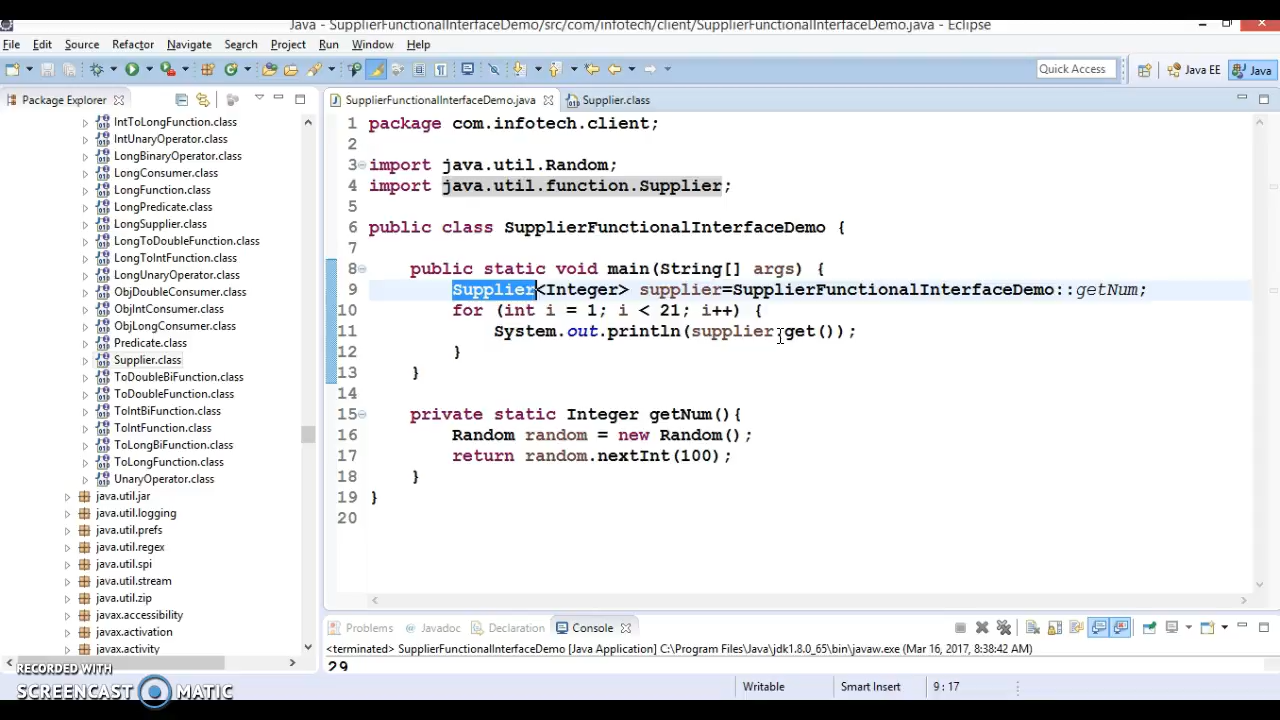 Java - SupplierFunctionalInterfaceDemo/src/com/infotech/client/SupplierFunctionalInterfaceDemo.java - Eclipse
File Edit Source Refactor Navigate Search Project Run Window Help
Quick Access
Java EE
Java
Package Explorer
IntToLongFunction.class
IntUnaryOperator.class
LongBinaryOperator.class
LongConsumer.class
LongFunction.class
LongPredicate.class
LongSupplier.class
LongToDoubleFunction.class
LongToIntFunction.class
LongUnaryOperator.class
ObjDoubleConsumer.class
ObjIntConsumer.class
ObjLongConsumer.class
Predicate.class
Supplier.class
ToDoubleBiFunction.class
ToDoubleFunction.class
ToIntBiFunction.class
ToIntFunction.class
ToLongBiFunction.class
ToLongFunction.class
UnaryOperator.class
java.util.jar
java.util.logging
java.util.prefs
java.util.regex
java.util.spi
java.util.stream
java.util.zip
javax.accessibility
javax.activation
javax.activity
SupplierFunctionalInterfaceDemo.java Supplier.class
1 package com.infotech.client;
2
3 import java.util.Random;
4 import java.util.function.Supplier;
5
6 public class SupplierFunctionalInterfaceDemo {
7
8 public static void main(String[] args) {
9 Supplier<Integer> supplier=SupplierFunctionalInterfaceDemo::getNum;
10 for (int i = 1; i < 21; i++) {
11 System.out.println(supplier.get());
12 }
13 }
14
15 private static Integer getNum(){
16 Random random = new Random();
17 return random.nextInt(100);
18 }
19 }
20
Problems Javadoc Declaration Console
<terminated> SupplierFunctionalInterfaceDemo [Java Application] C:\Program Files\Java\jdk1.8.0_65\bin\javaw.exe (Mar 16, 2017, 8:38:42 AM)
29
Writable Smart Insert 9 : 17
RECORDED WITH
SCREENCAST MATIC